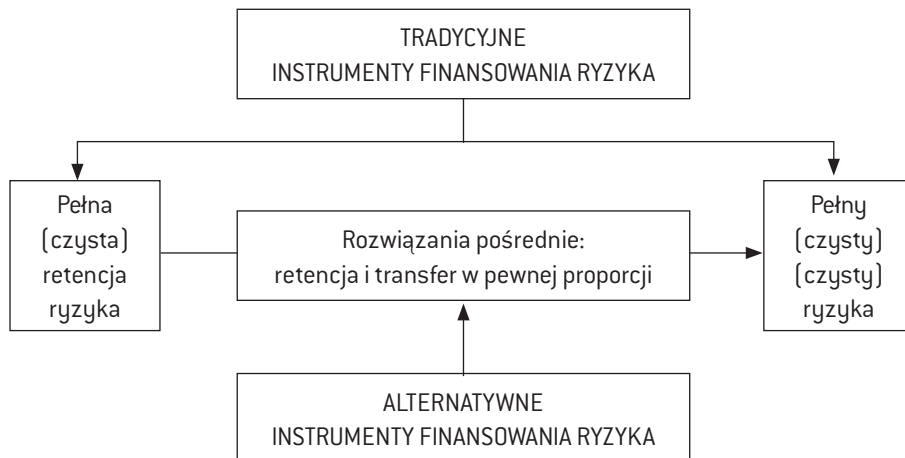 TRADYCYJNE
INSTRUMENTY FINANSOWANIA RYZYKA
Pełna
(czysta)
retencja
ryzyka
Rozwiązania pośrednie:
retencja i transfer w pewnej proporcji
Pełny
(czysty)
(czysty)
ryzyka
ALTERNATYWNE
INSTRUMENTY FINANSOWANIA RYZYKA